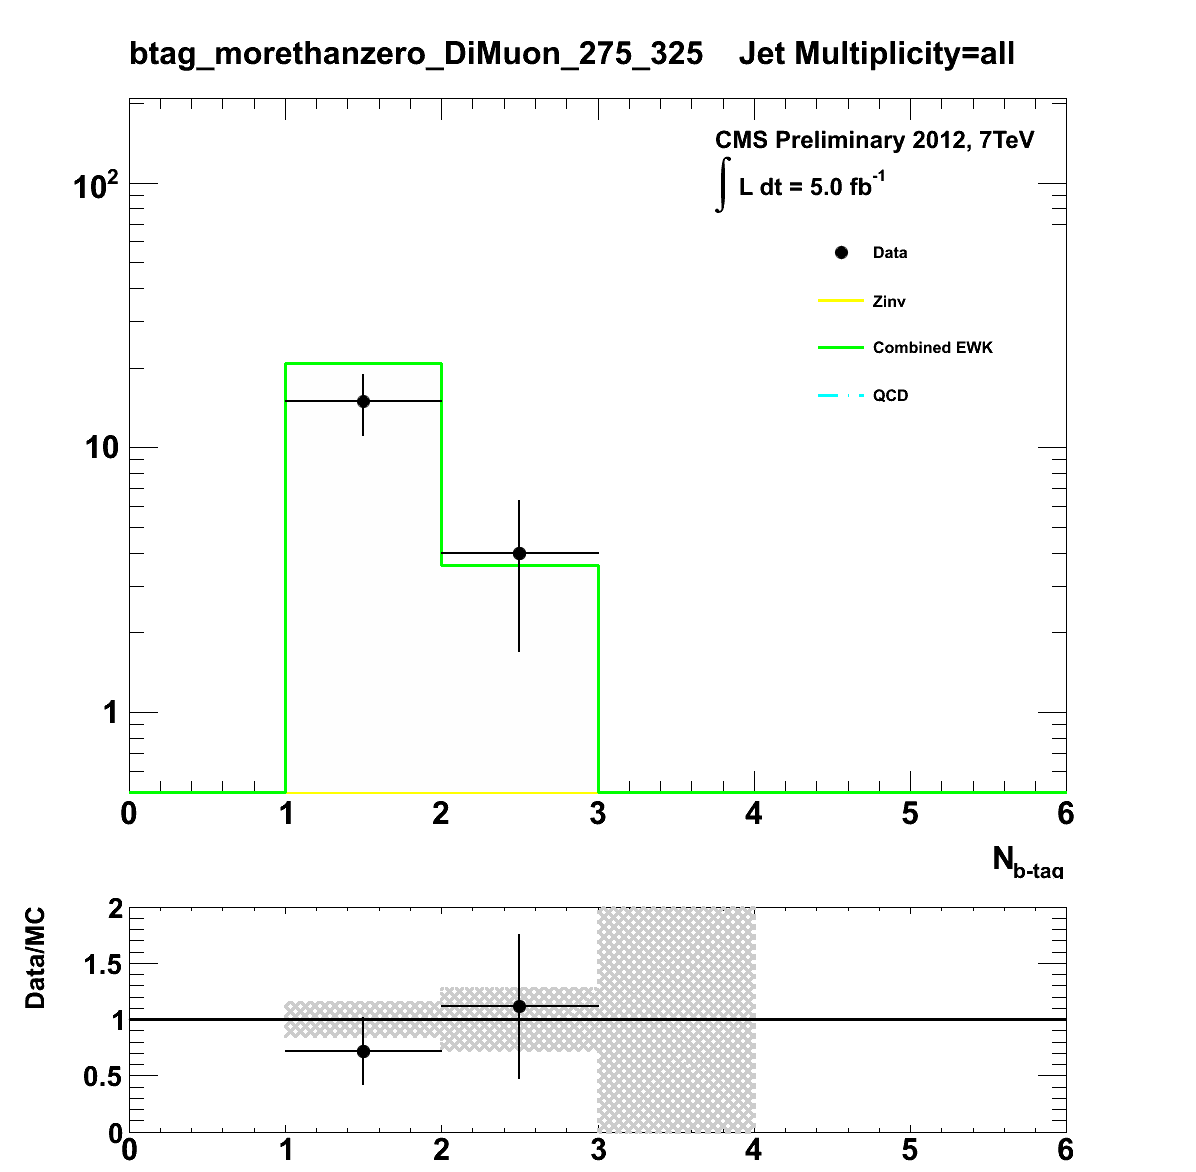 btag_morethanzero_DiMuon_275_325 Jet Multiplicity=all
CMS Preliminary 2012, 7TeV
∫ L dt = 5.0 fb⁻¹
Data
Zinv
Combined EWK
QCD
10²
10
1
0 1 2 3 4 5 6
N b-tag
Data/MC
2
1.5
1
0.5
0
0 1 2 3 4 5 6